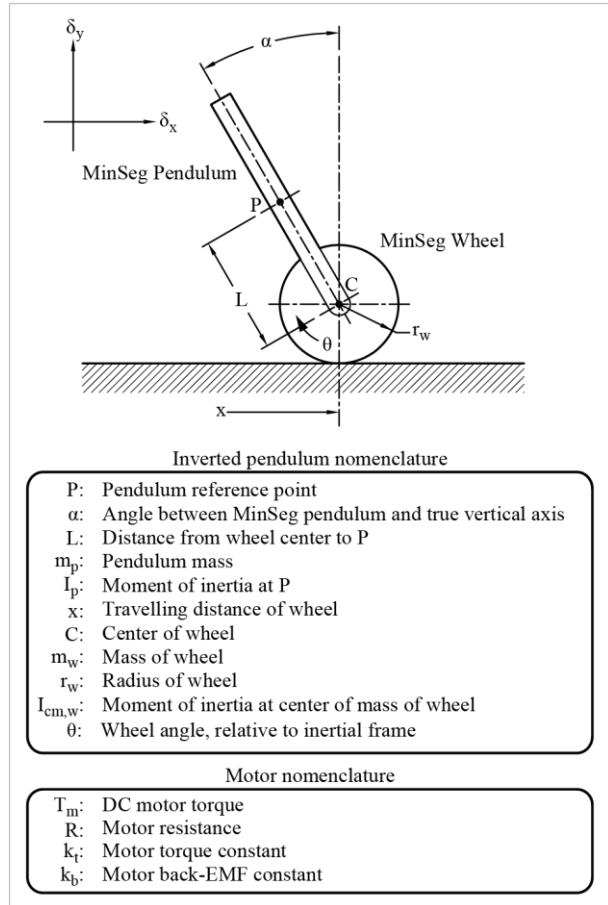 δy
α
δx
MinSeg Pendulum
P
MinSeg Wheel
C
L
θ
rw
x
Inverted pendulum nomenclature
P: Pendulum reference point
α: Angle between MinSeg pendulum and true vertical axis
L: Distance from wheel center to P
mp: Pendulum mass
Ip: Moment of inertia at P
x: Travelling distance of wheel
C: Center of wheel
mw: Mass of wheel
rw: Radius of wheel
Icm,w: Moment of inertia at center of mass of wheel
θ: Wheel angle, relative to inertial frame
Motor nomenclature
Tm: DC motor torque
R: Motor resistance
kt: Motor torque constant
kb: Motor back-EMF constant